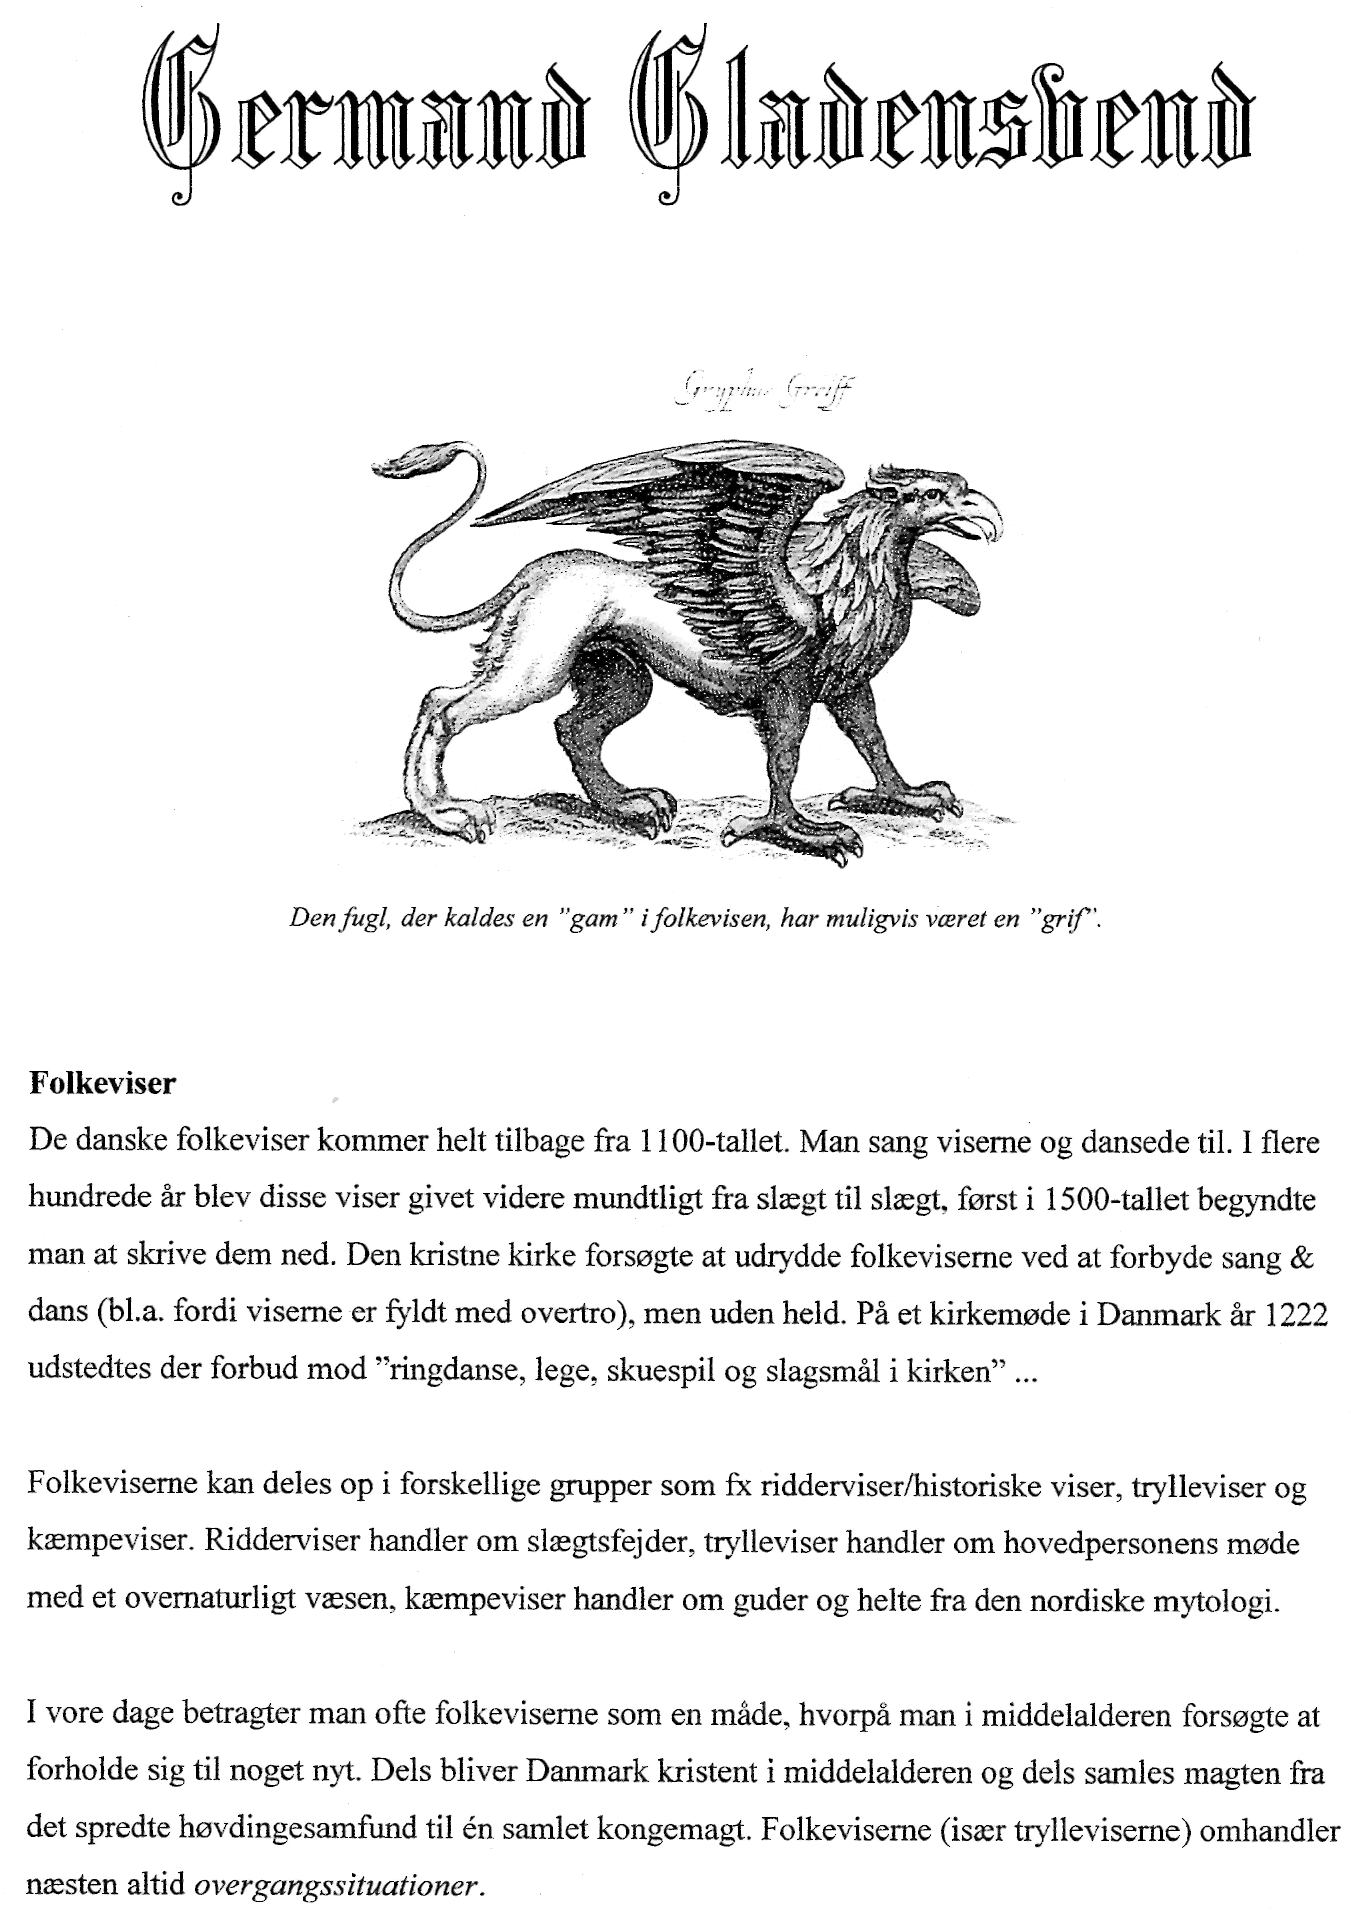 Germand Gladensvend
Gryphus Greiff
Den fugl, der kaldes en ”gam” i folkevisen, har muligvis været en ”grif”.
Folkeviser
De danske folkeviser kommer helt tilbage fra 1100-tallet. Man sang viserne og dansede til. I flere
hundrede år blev disse viser givet videre mundtligt fra slægt til slægt, først i 1500-tallet begyndte
man at skrive dem ned. Den kristne kirke forsøgte at udrydde folkeviserne ved at forbyde sang &
dans (bl.a. fordi viserne er fyldt med overtro), men uden held. På et kirkemøde i Danmark år 1222
udstedtes der forbud mod ”ringdanse, lege, skuespil og slagsmål i kirken” ...
Folkeviserne kan deles op i forskellige grupper som fx ridderviser/historiske viser, trylleviser og
kæmpeviser. Ridderviser handler om slægtsfejder, trylleviser handler om hovedpersonens møde
med et overnaturligt væsen, kæmpeviser handler om guder og helte fra den nordiske mytologi.
I vore dage betragter man ofte folkeviserne som en måde, hvorpå man i middelalderen forsøgte at
forholde sig til noget nyt. Dels bliver Danmark kristent i middelalderen og dels samles magten fra
det spredte høvdingesamfund til én samlet kongemagt. Folkeviserne (især trylleviserne) omhandler
næsten altid overgangssituationer.